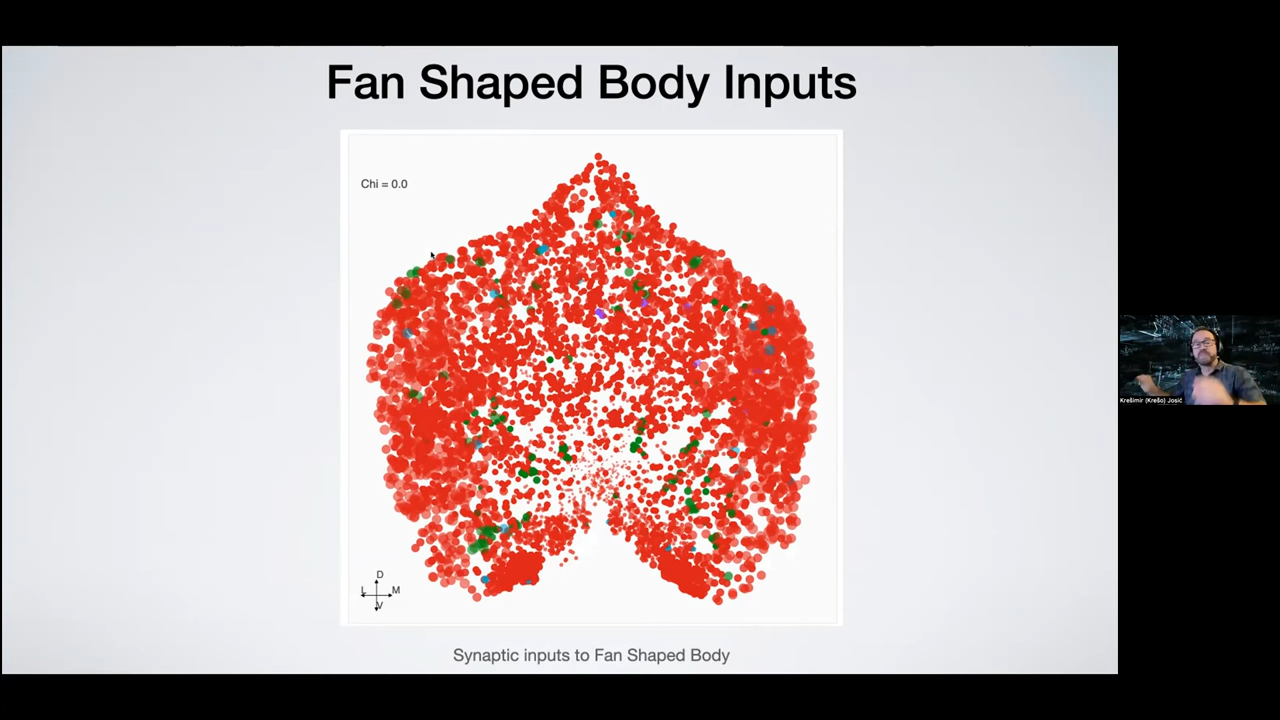 Fan Shaped Body Inputs
Chi = 0.0
D
L M
V
Synaptic inputs to Fan Shaped Body
Krešimir (Krešo) Josić